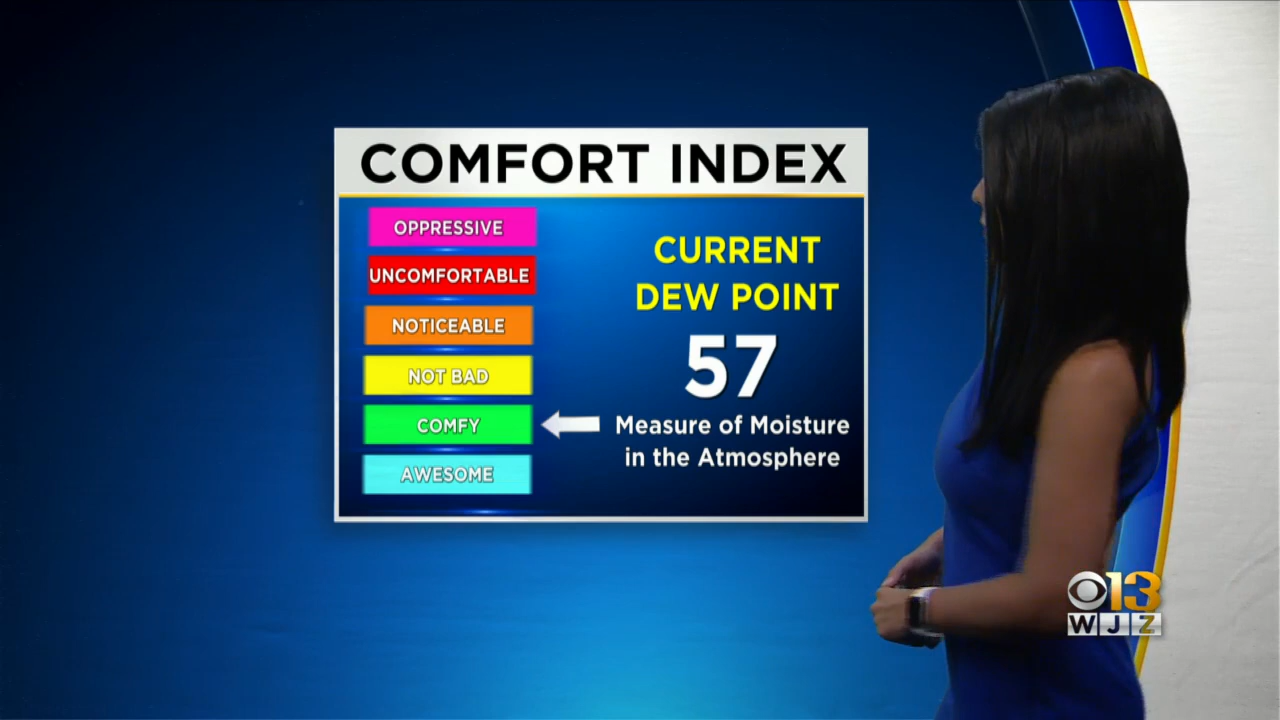 COMFORT INDEX
OPPRESSIVE
UNCOMFORTABLE
NOTICEABLE
NOT BAD
COMFY
AWESOME
CURRENT
DEW POINT
57
Measure of Moisture
in the Atmosphere
13
WJZ